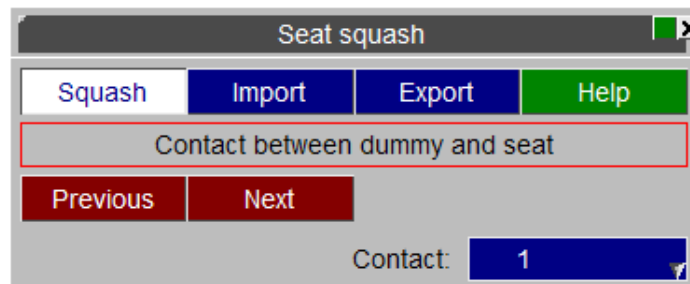 Seat squash
Squash Import Export Help
Contact between dummy and seat
Previous Next
Contact: 1